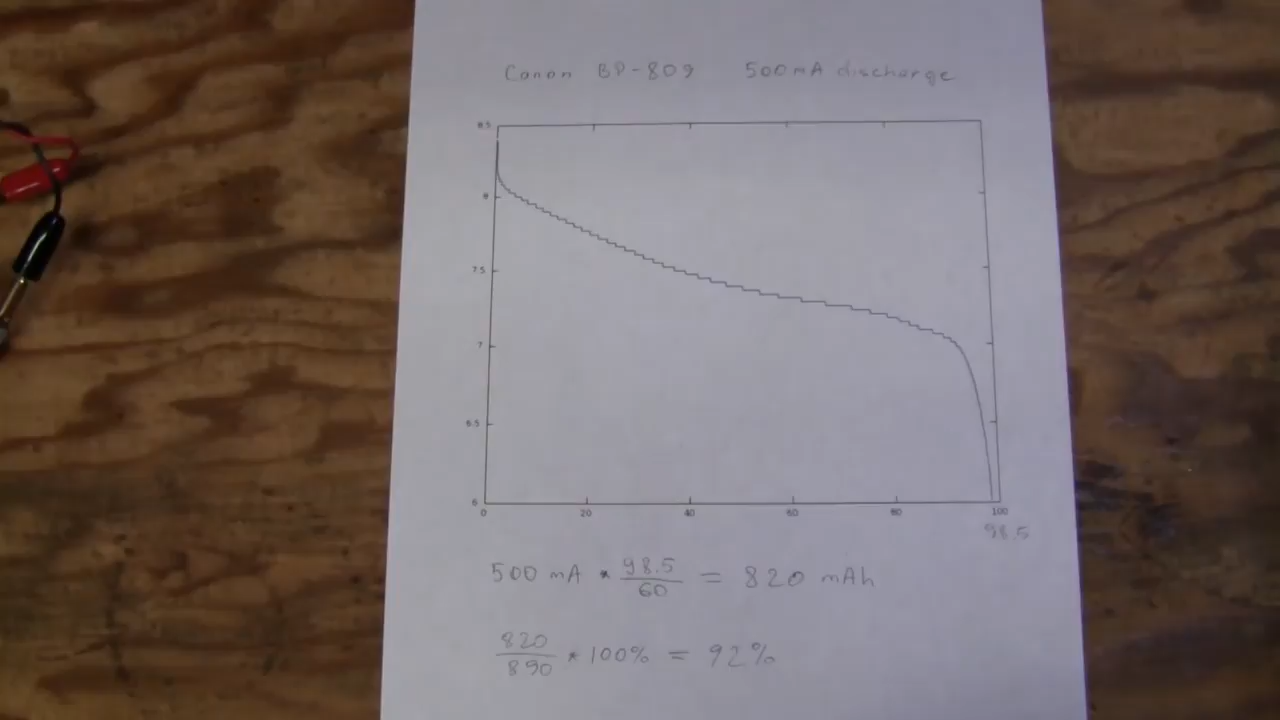 Canon BP-809 500mA discharge
8.5
8
7.5
7
6.5
6
0 20 40 60 80 100
98.5
500 mA * 98.5/60 = 820 mAh
820/890 * 100% = 92%